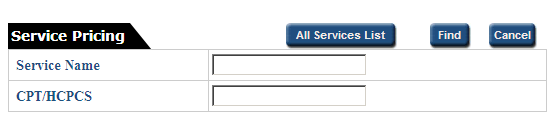 Service Pricing All Services List Find Cancel
Service Name
CPT/HCPCS